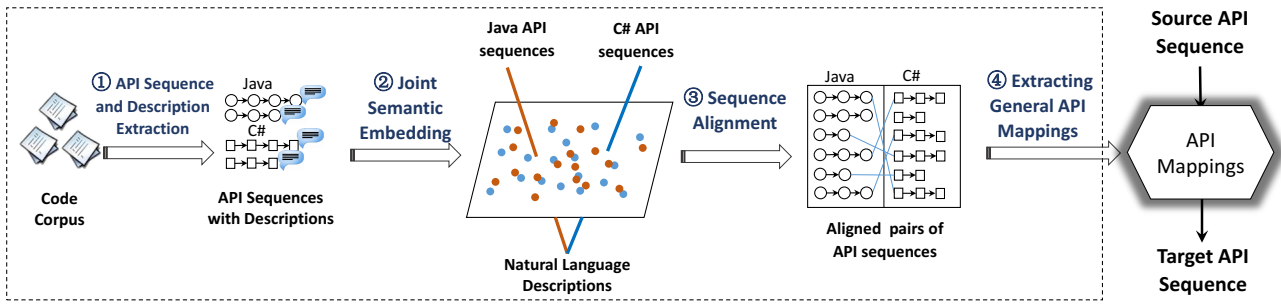 ① API Sequence
and Description
Extraction
Code
Corpus
Java
C#
API Sequences
with Descriptions
② Joint
Semantic
Embedding
Java API
sequences
C# API
sequences
Natural Language
Descriptions
③ Sequence
Alignment
Java
C#
Aligned pairs of
API sequences
④ Extracting
General API
Mappings
Source API
Sequence
API
Mappings
Target API
Sequence